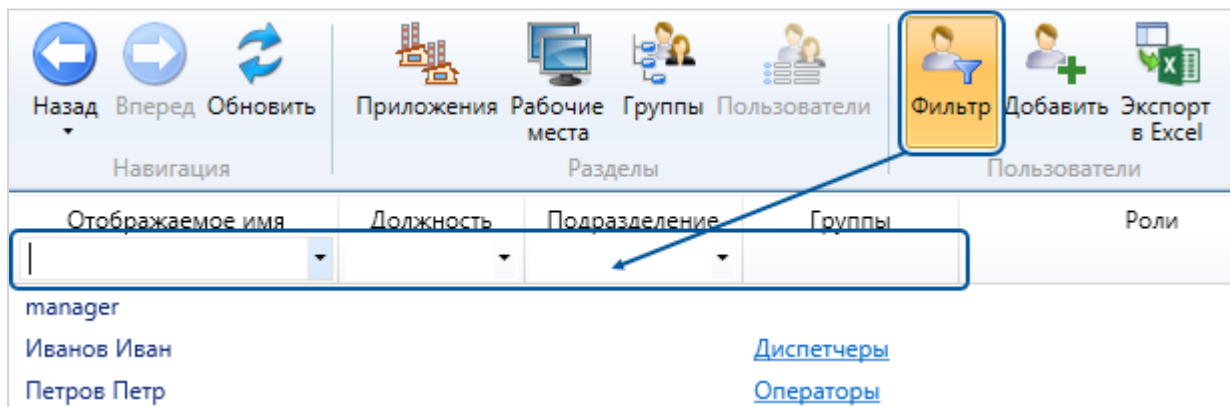 Назад Вперед Обновить Приложения Рабочие места Группы Пользователи Фильтр Добавить Экспорт в Excel
Навигация Разделы Пользователи
Отображаемое имя Должность Подразделение Группы Роли
manager
Иванов Иван Диспетчеры
Петров Петр Операторы